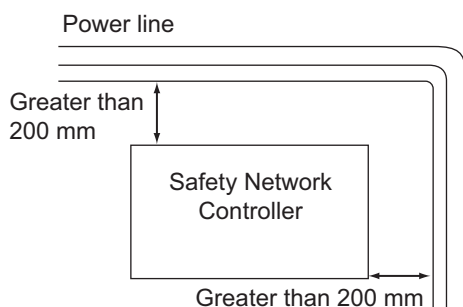 Power line
Greater than
200 mm
Safety Network
Controller
Greater than 200 mm